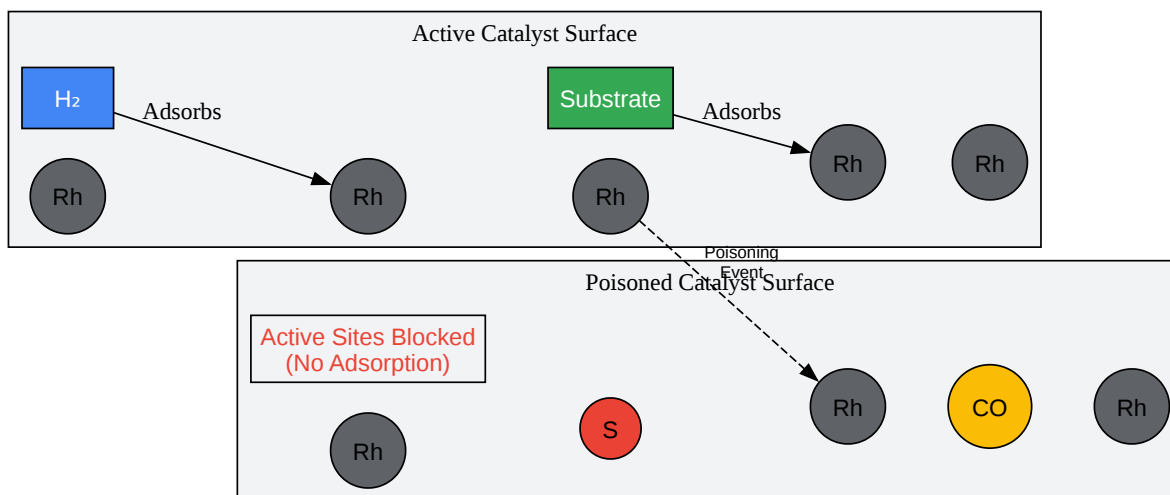 Active Catalyst Surface
H₂
Adsorbs
Substrate
Adsorbs
Rh
Rh
Rh
Rh
Rh
Poisoning
Event
Poisoned Catalyst Surface
Active Sites Blocked
(No Adsorption)
Rh
S
Rh
CO
Rh